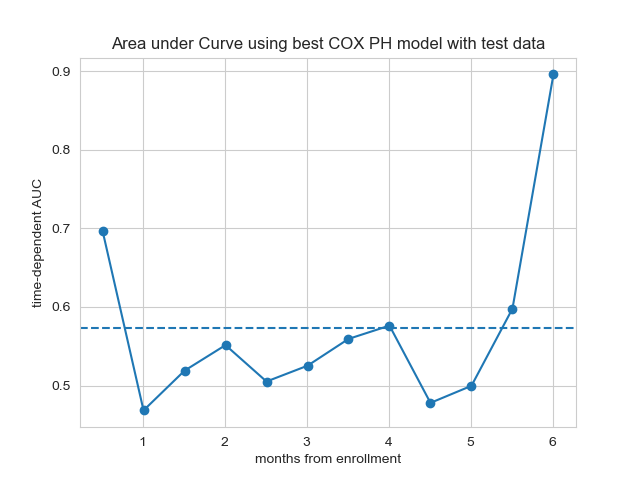 Area under Curve using best COX PH model with test data
time-dependent AUC
0.9
0.8
0.7
0.6
0.5
1 2 3 4 5 6
months from enrollment